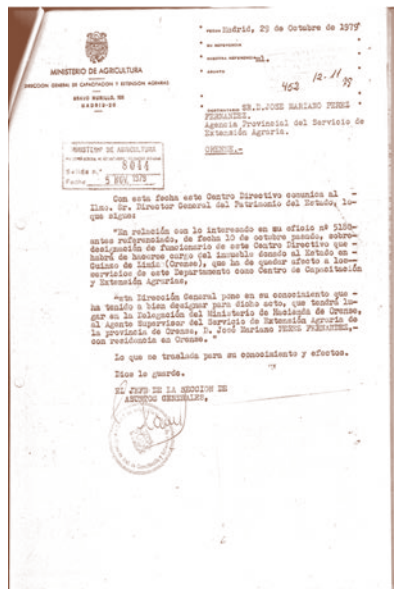 FECHA Madrid, 29 de Octubre de 1979
SU REFERENCIA
NUESTRA REFERENCIA ml.
ASUNTO
452 12-11-79
MINISTERIO DE AGRICULTURA
DIRECCION GENERAL DE CAPACITACION Y EXTENSION AGRARIAS
BRAVO MURILLO, 101
MADRID-20
DESTINATARIO SR.D.JOSE MARIANO PEREZ
FERNANDEZ.
Agencia Provincial del Servicio de
Extensión Agraria.
ORENSE.-
MINISTERIO DE AGRICULTURA
Salida n.° 8014
Fecha 5 NOV. 1979
Con esta fecha este Centro Directivo comunica al -
Ilmo. Sr. Director General del Patrimonio del Estado, lo-
que sigue:
"En relación con lo interesado en su oficio nº
antes referenciado, de fecha 10 de octubre pasado, sobre-
designación de funcionario de este Centro Directivo que -
habrá de hacerse cargo del inmueble donado al Estado en -
Guinzo de Limia (Orense), que ha de quedar afecto a los-
servicios de este Departamento como Centro de Capacitación
y Extensión Agrarias,
esta Dirección General pone en su conocimiento que -
ha tenido a bien designar para dicho acto, que tendrá lu-
gar en la Delegación del Ministerio de Hacienda de Orense,
al Agente Supervisor del Servicio de Extensión Agraria de
la provincia de Orense, D. José Mariano PEREZ FERNANDEZ,-
con residencia en Orense. "
Lo que se traslada para su conocimiento y efectos.
Dios le guarde.
EL JEFE DE LA SECCION DE
ASUNTOS GENERALES,